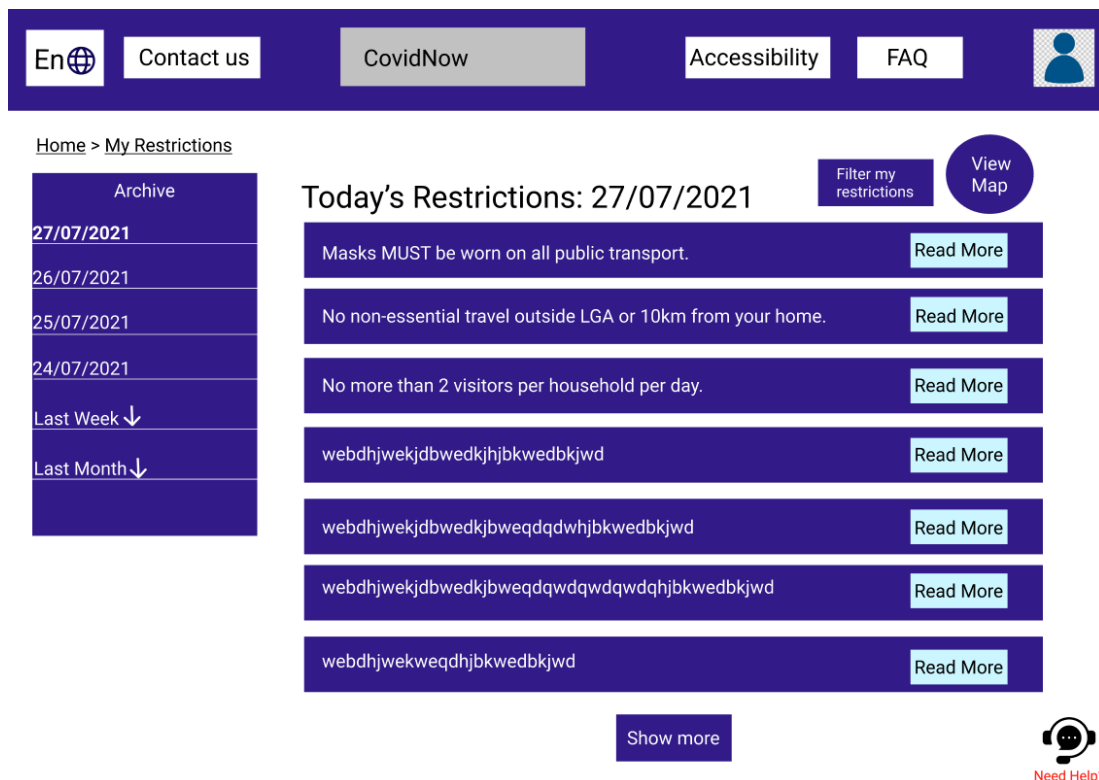 En
Contact us
CovidNow
Accessibility
FAQ
Home > My Restrictions
Archive
27/07/2021
26/07/2021
25/07/2021
24/07/2021
Last Week
Last Month
Today's Restrictions: 27/07/2021
Filter my
restrictions
View
Map
Masks MUST be worn on all public transport.
Read More
No non-essential travel outside LGA or 10km from your home.
Read More
No more than 2 visitors per household per day.
Read More
webdhjwekjdbwedkjhjbkwedbkjwd
Read More
webdhjwekjdbwedkjbweqdqdwhjbkwedbkjwd
Read More
webdhjwekjdbwedkjbweqdqwdqwdqwdqhjbkwedbkjwd
Read More
webdhjwekweqdhjbkwedbkjwd
Read More
Show more
Need Help?